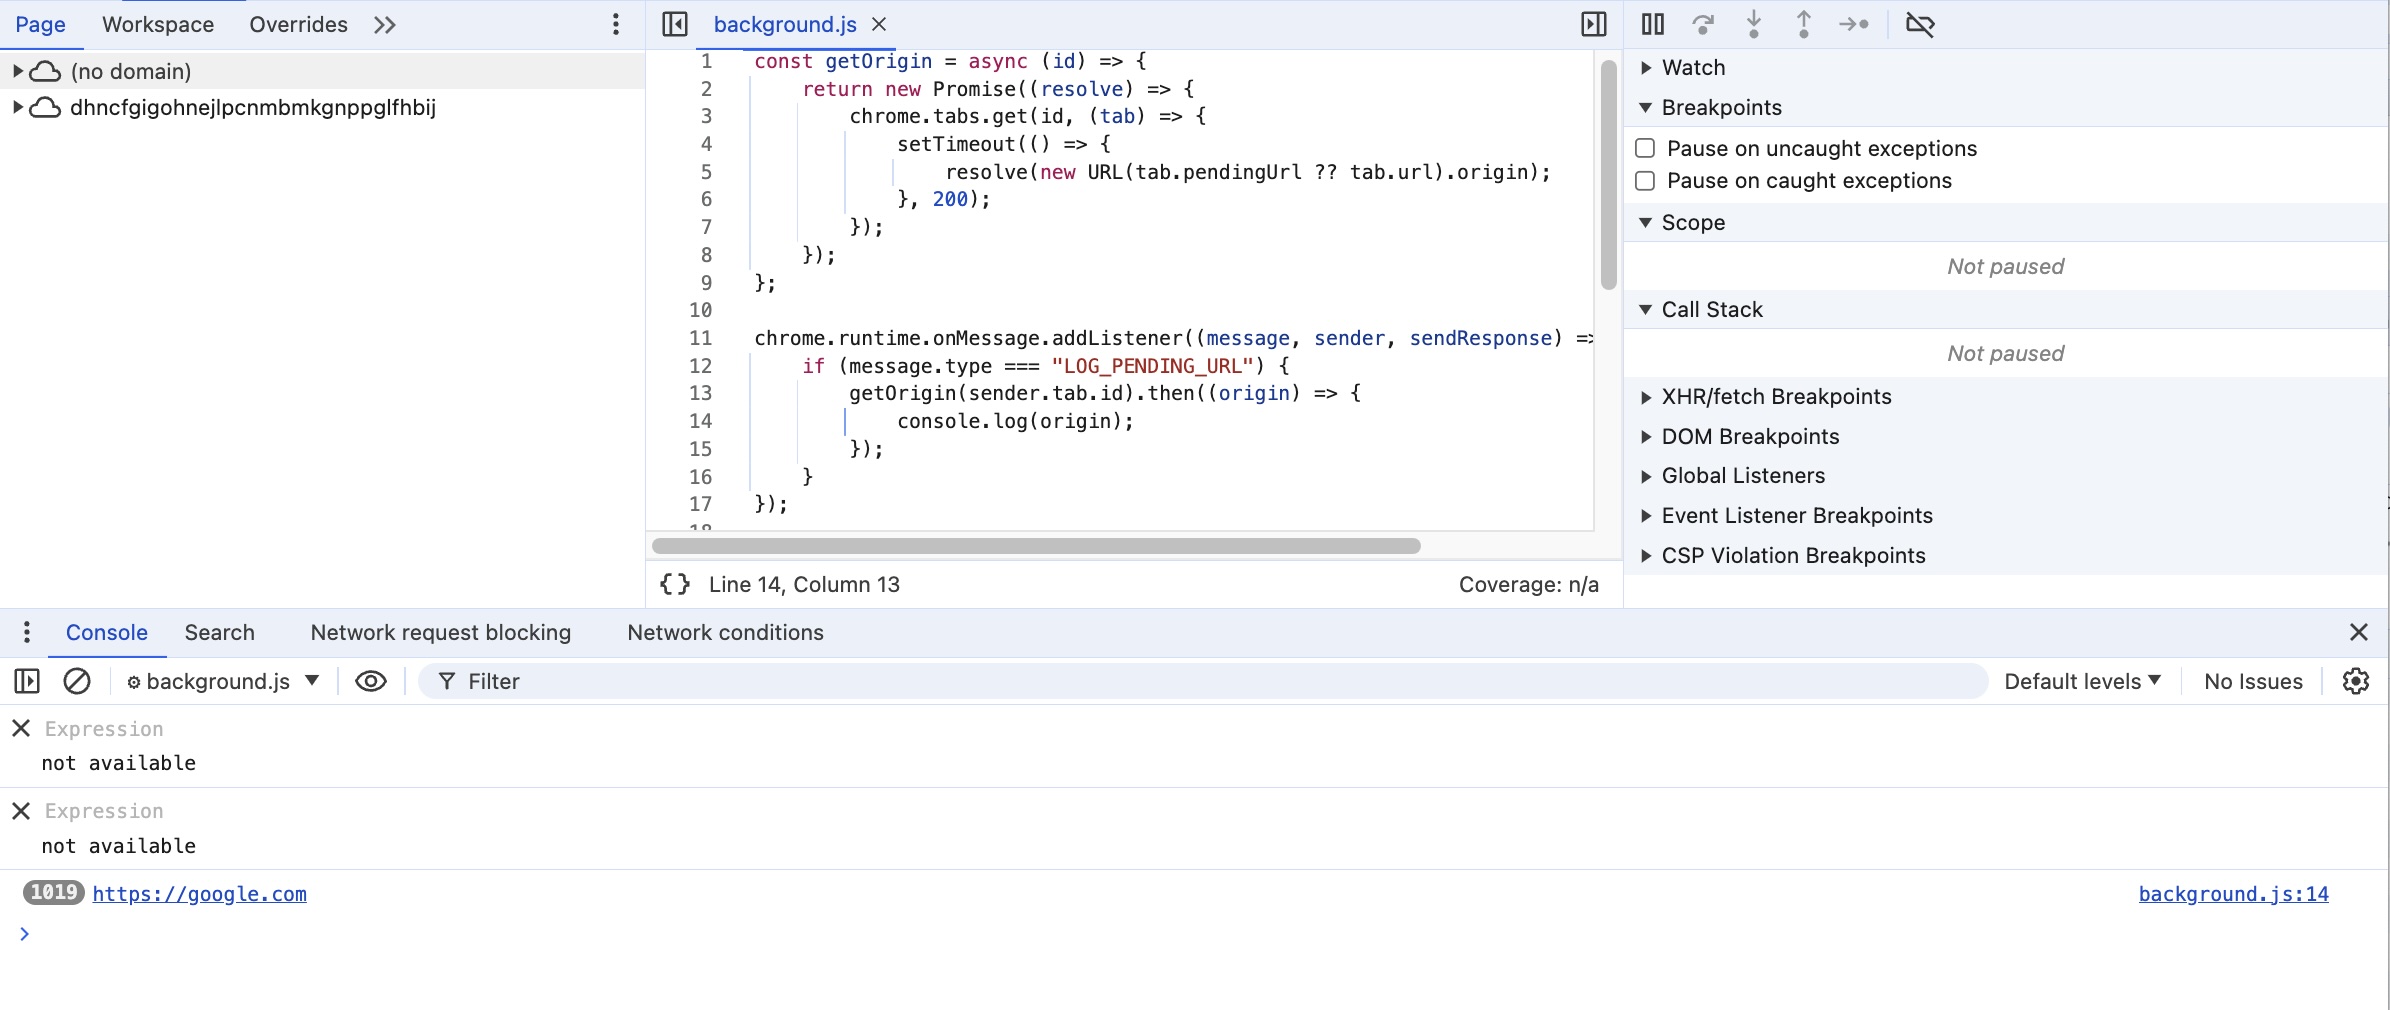 Page Workspace Overrides
(no domain)
dhncfgigohnejlpcnmbmkgnppglfhbij
background.js
1 const getOrigin = async (id) => {
2     return new Promise((resolve) => {
3         chrome.tabs.get(id, (tab) => {
4             setTimeout(() => {
5                 resolve(new URL(tab.pendingUrl ?? tab.url).origin);
6             }, 200);
7         });
8     });
9 };
10
11 chrome.runtime.onMessage.addListener((message, sender, sendResponse) =>
12     if (message.type === "LOG_PENDING_URL") {
13         getOrigin(sender.tab.id).then((origin) => {
14             console.log(origin);
15         });
16     }
17 });
18
{} Line 14, Column 13 Coverage: n/a
Watch
Breakpoints
Pause on uncaught exceptions
Pause on caught exceptions
Scope
Not paused
Call Stack
Not paused
XHR/fetch Breakpoints
DOM Breakpoints
Global Listeners
Event Listener Breakpoints
CSP Violation Breakpoints
Console Search Network request blocking Network conditions
background.js Filter Default levels No Issues
Expression
not available
Expression
not available
1019 https://google.com background.js:14